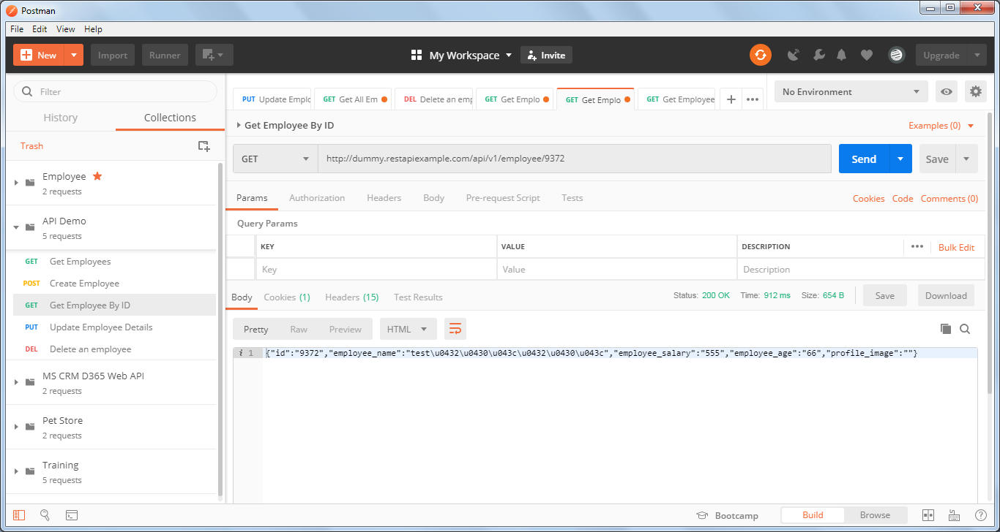 Postman
File Edit View Help
New Import Runner My Workspace Invite Upgrade
Filter
History Collections
Trash
Employee
2 requests
API Demo
5 requests
GET Get Employees
POST Create Employee
GET Get Employee By ID
PUT Update Employee Details
DEL Delete an employee
MS CRM D365 Web API
2 requests
Pet Store
2 requests
Training
5 requests
PUT Update Emplo GET Get All Em DEL Delete an emp GET Get Emplo GET Get Emplo GET Get Employee No Environment
Get Employee By ID Examples (0)
GET http://dummy.restapiexample.com/api/v1/employee/9372 Send Save
Params Authorization Headers Body Pre-request Script Tests Cookies Code Comments (0)
Query Params
KEY VALUE DESCRIPTION Bulk Edit
Key Value Description
Body Cookies (1) Headers (15) Test Results Status: 200 OK Time: 912 ms Size: 654 B Save Download
Pretty Raw Preview HTML
i 1 {"id":"9372","employee_name":"test\u0432\u0430\u043c\u0432\u0430\u043c","employee_salary":"555","employee_age":"66","profile_image":""}
Bootcamp Build Browse